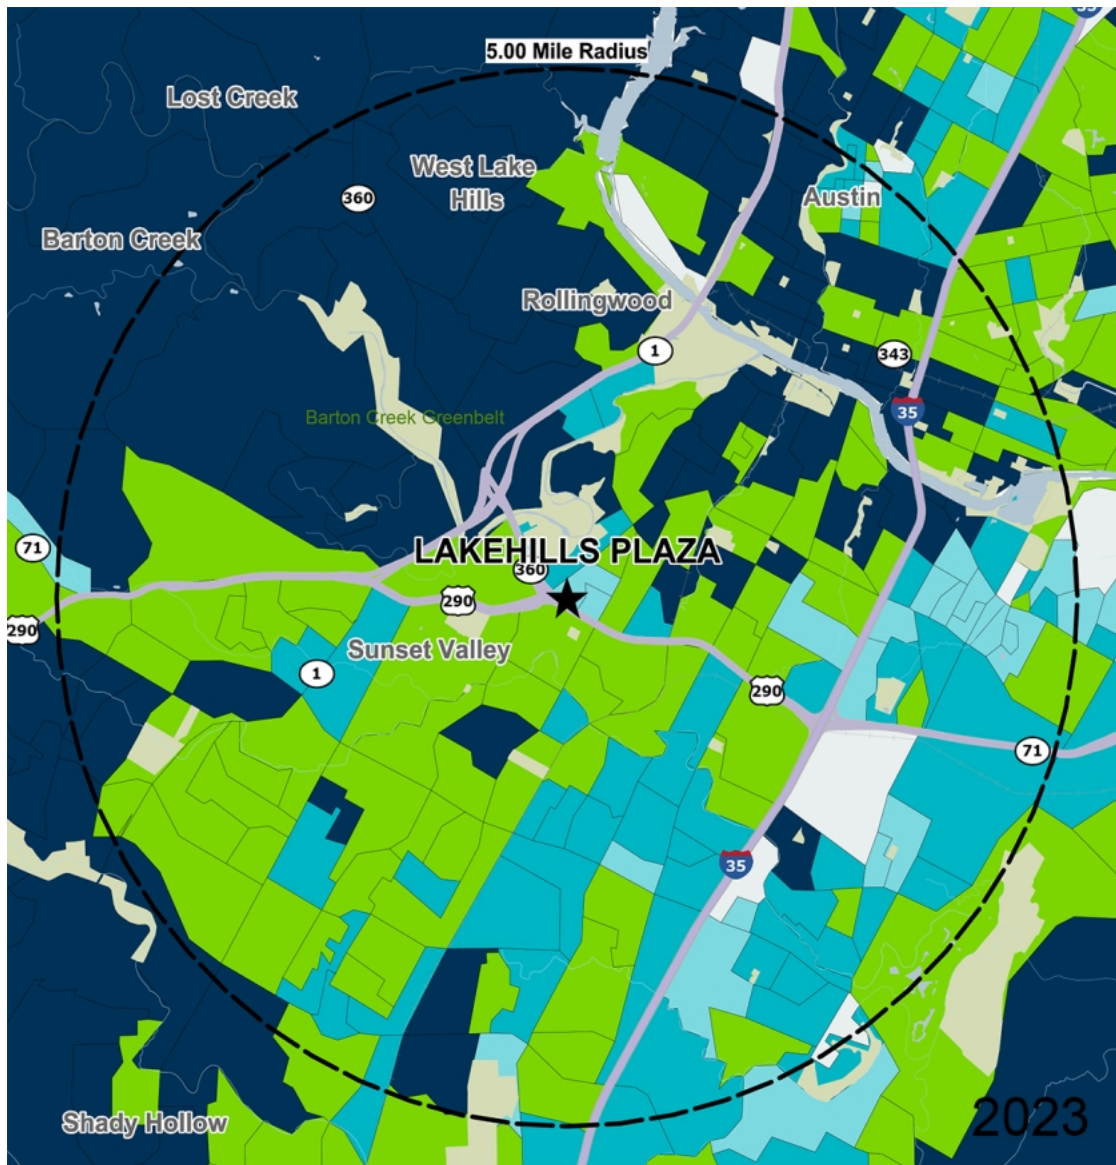 35
5.00 Mile Radius
Lost Creek
West Lake
Hills
360
Austin
Barton Creek
Rollingwood
1
343
35
Barton Creek Greenbelt
71
LAKEHILLS PLAZA
360
290
290
Sunset Valley
1
290
71
35
2023
Shady Hollow